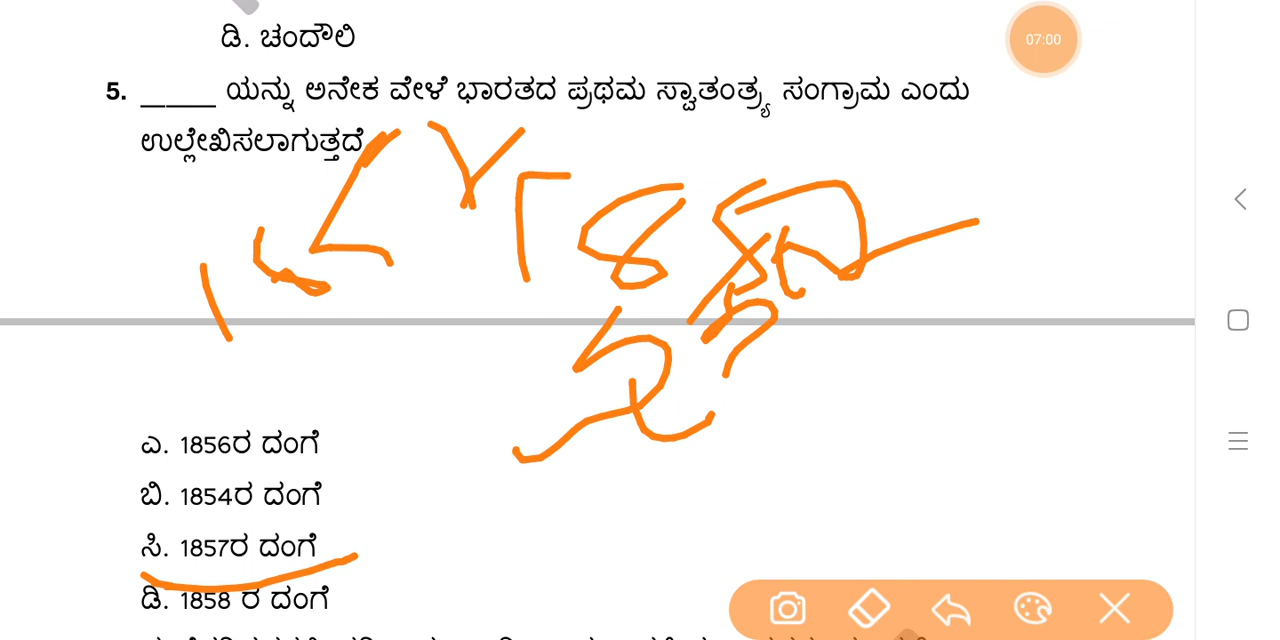 ಡಿ. ಚಂದೌಲಿ
07:00
5. _____ ಯನ್ನು ಅನೇಕ ವೇಳೆ ಭಾರತದ ಪ್ರಥಮ ಸ್ವಾತಂತ್ರ್ಯ ಸಂಗ್ರಾಮ ಎಂದು
ಉಲ್ಲೇಖಿಸಲಾಗುತ್ತದೆ
ಎ. 1856ರ ದಂಗೆ
ಬಿ. 1854ರ ದಂಗೆ
ಸಿ. 1857ರ ದಂಗೆ
ಡಿ. 1858 ರ ದಂಗೆ